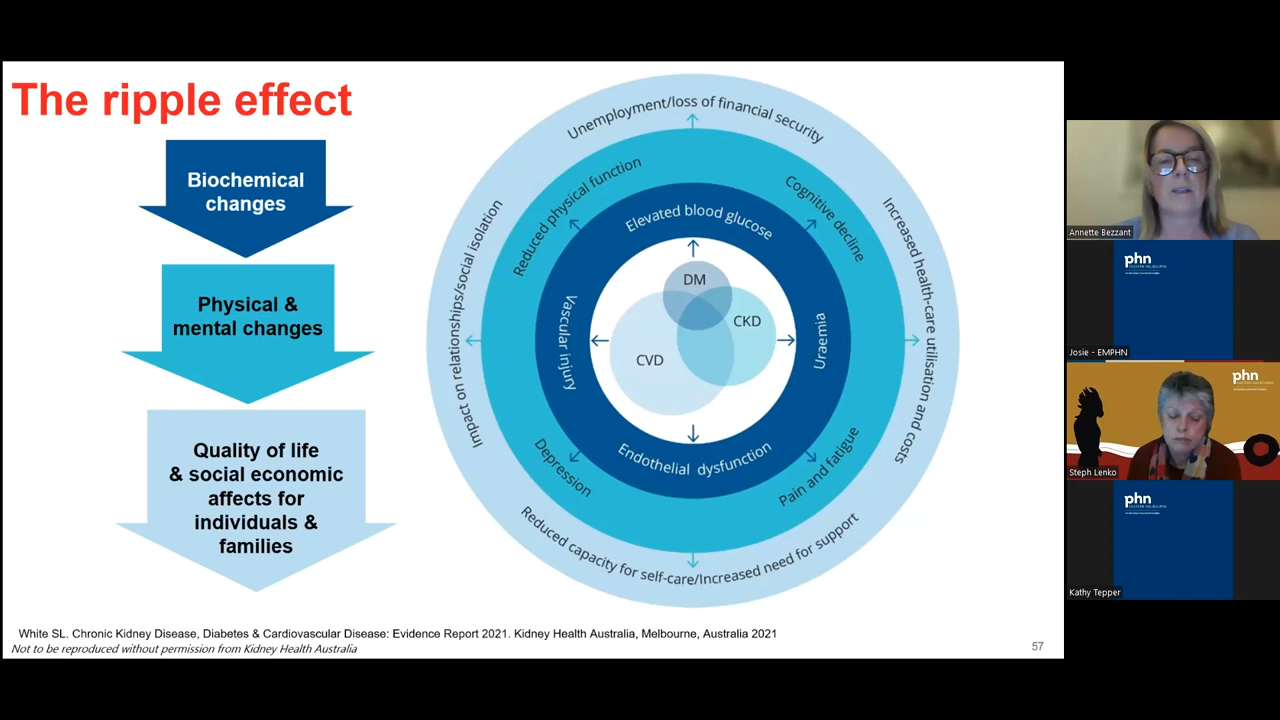 The ripple effect
Biochemical
changes
Physical &
mental changes
Quality of life
& social economic
affects for
individuals &
families
Unemployment/loss of financial security
Increased health-care utilisation and costs
Reduced capacity for self-care/Increased need for support
Impact on relationships/social isolation
Reduced physical function
Cognitive decline
Pain and fatigue
Depression
Elevated blood glucose
Uraemia
Endothelial dysfunction
Vascular injury
DM
CKD
CVD
White SL. Chronic Kidney Disease, Diabetes & Cardiovascular Disease: Evidence Report 2021. Kidney Health Australia, Melbourne, Australia 2021
Not to be reproduced without permission from Kidney Health Australia
57
Annette Bezzant
phn
Josie - EMPHN
phn
Steph Lenko
phn
Kathy Tepper